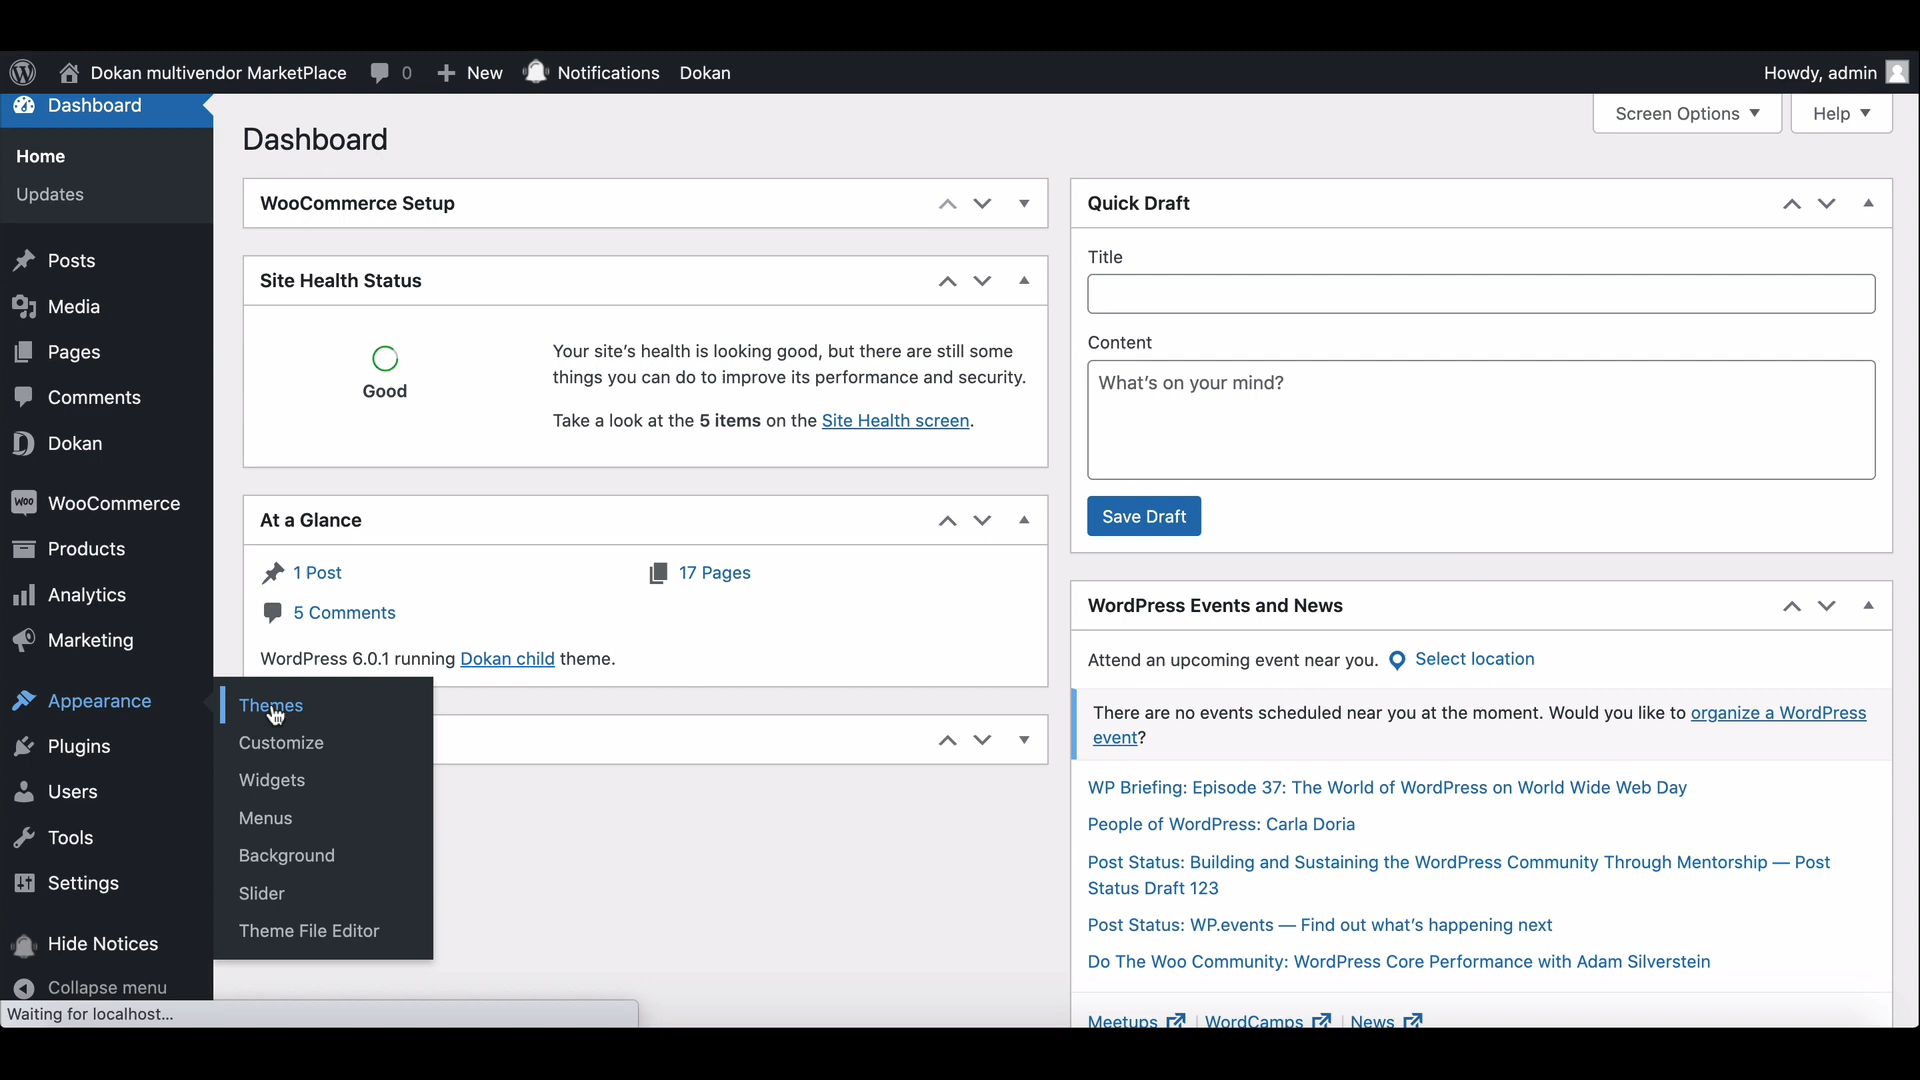 Dokan multivendor MarketPlace 0 New Notifications Dokan Howdy, admin
Dashboard
Home
Updates
Posts
Media
Pages
Comments
Dokan
WOO WooCommerce
Products
Analytics
Marketing
Appearance
Plugins
Users
Tools
Settings
Hide Notices
Collapse menu
Themes
Customize
Widgets
Menus
Background
Slider
Theme File Editor
Waiting for localhost...
Screen Options Help
Dashboard
WooCommerce Setup
Site Health Status
Good
Your site's health is looking good, but there are still some
things you can do to improve its performance and security.
Take a look at the 5 items on the Site Health screen.
At a Glance
1 Post 17 Pages
5 Comments
WordPress 6.0.1 running Dokan child theme.
Quick Draft
Title
Content
What's on your mind?
Save Draft
WordPress Events and News
Attend an upcoming event near you. Select location
There are no events scheduled near you at the moment. Would you like to organize a WordPress
event?
WP Briefing: Episode 37: The World of WordPress on World Wide Web Day
People of WordPress: Carla Doria
Post Status: Building and Sustaining the WordPress Community Through Mentorship — Post
Status Draft 123
Post Status: WP.events — Find out what's happening next
Do The Woo Community: WordPress Core Performance with Adam Silverstein
Meetups | WordCamps | News